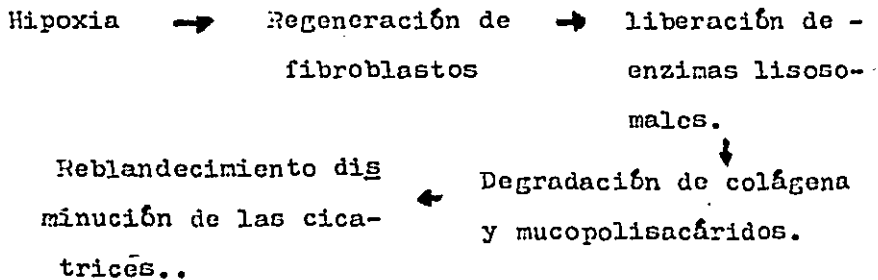 Hipoxia → Regeneración de → liberación de -
fibroblastos enzimas lisoso-
males.
↓
Reblandecimiento dis ← Degradación de colágena
minución de las cica- y mucopolisacáridos.
trices..